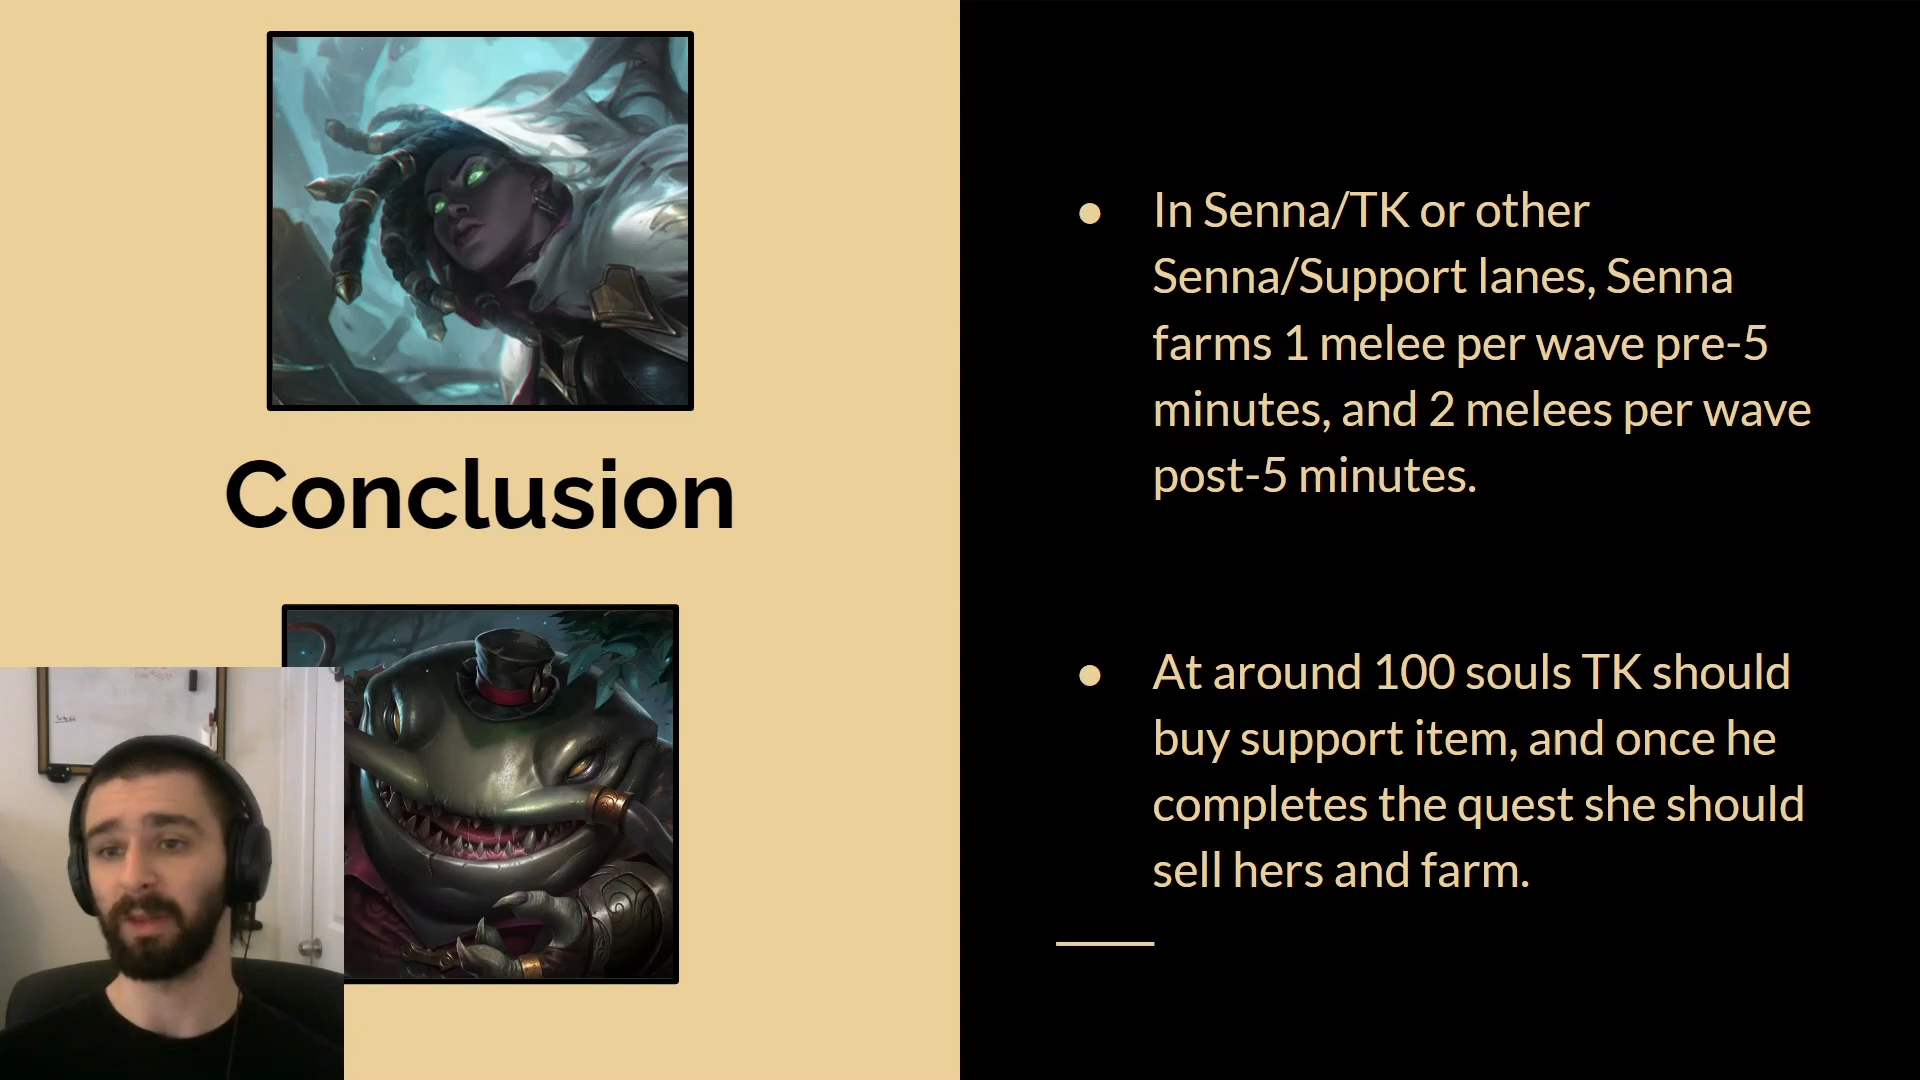 Conclusion
● In Senna/TK or other
Senna/Support lanes, Senna
farms 1 melee per wave pre-5
minutes, and 2 melees per wave
post-5 minutes.
● At around 100 souls TK should
buy support item, and once he
completes the quest she should
sell hers and farm.